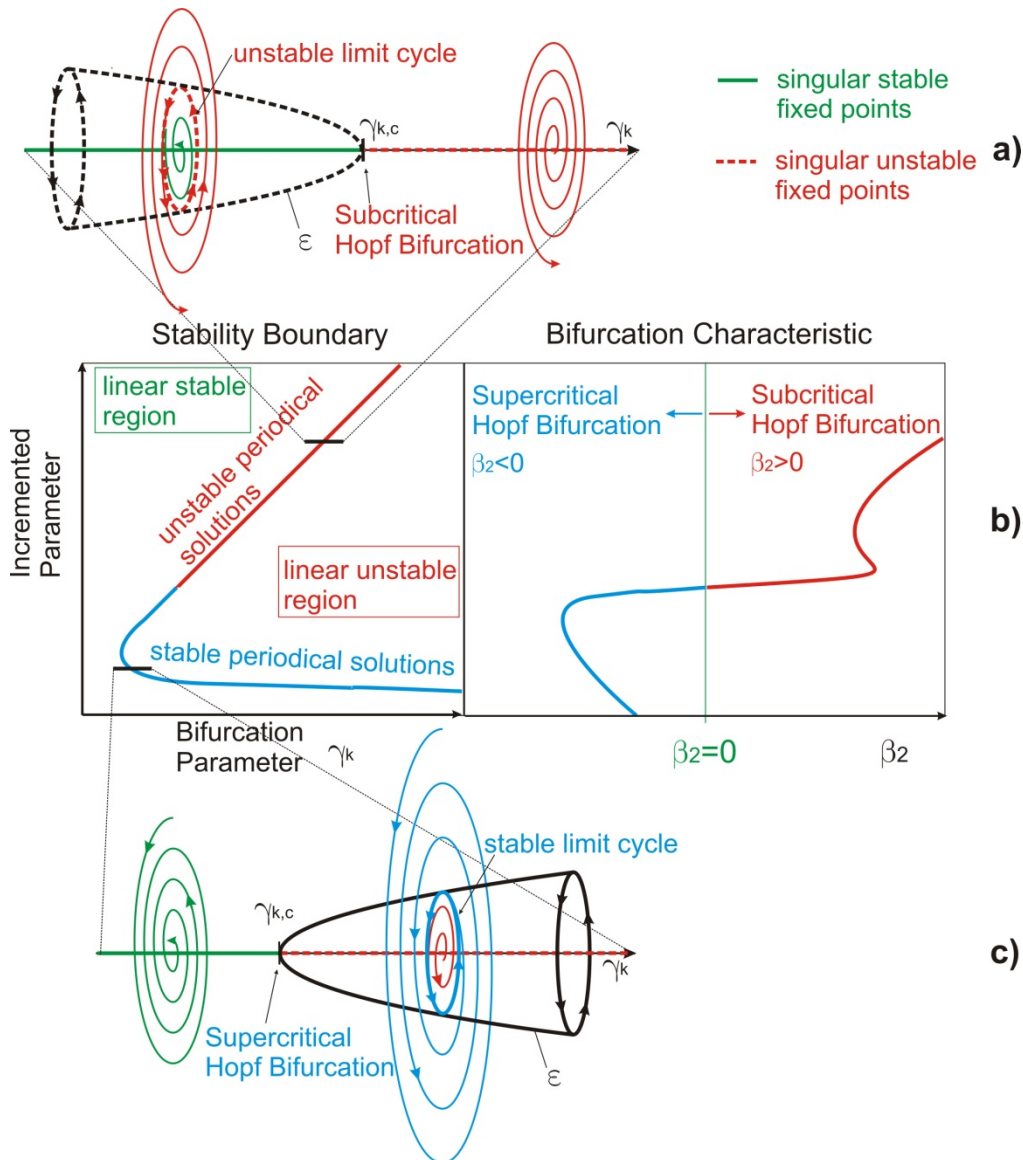 unstable limit cycle
γk,c
γk
singular stable
fixed points
a)
singular unstable
fixed points
Subcritical
Hopf Bifurcation
ε
Stability Boundary
Bifurcation Characteristic
linear stable
region
unstable periodical
solutions
Supercritical
Hopf Bifurcation
β2<0
Subcritical
Hopf Bifurcation
β2>0
Incremented
Parameter
b)
linear unstable
region
stable periodical solutions
Bifurcation
Parameter
γk
β2=0
β2
stable limit cycle
γk,c
γk
c)
Supercritical
Hopf Bifurcation
ε